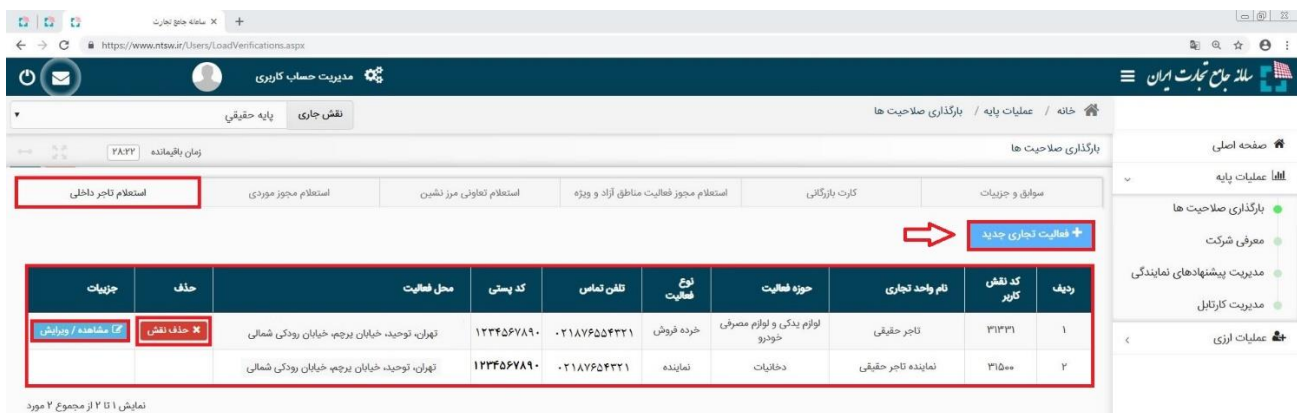 سامانه جامع تجارت
https://www.ntsw.ir/Users/LoadVerifications.aspx
سامانه جامع تجارت ایران
مدیریت حساب کاربری
خانه / عملیات پایه / بارگذاری صلاحیت ها
نقش جاری پایه حقیقی
صفحه اصلی
بارگذاری صلاحیت ها
زمان باقیمانده ۲۸:۲۲
عملیات پایه
بارگذاری صلاحیت ها
معرفی شرکت
مدیریت پیشنهادهای نمایندگی
مدیریت کارتابل
عملیات ارزی
سوابق و جزییات
کارت بازرگانی
استعلام مجوز فعالیت مناطق آزاد و ویژه
استعلام تعاونی مرز نشین
استعلام مجوز موردی
استعلام تاجر داخلی
+ فعالیت تجاری جدید
ردیف کد نقش کاربر نام واحد تجاری حوزه فعالیت نوع فعالیت تلفن تماس کد پستی محل فعالیت حذف جزییات
۱ ۳۱۳۳۱ تاجر حقیقی لوازم یدکی و لوازم مصرفی خودرو خرده فروش ۰۲۱۸۷۶۵۵۴۳۲۱ ۱۲۳۴۵۶۷۸۹۰ تهران، توحید، خیابان پرچم، خیابان رودکی شمالی حذف نقش مشاهده / ویرایش
۲ ۳۱۵۰۰ نماینده تاجر حقیقی دخانیات نماینده ۰۲۱۸۷۶۵۴۳۲۱ ۱۲۳۴۵۶۷۸۹۰ تهران، توحید، خیابان پرچم، خیابان رودکی شمالی
نمایش ۱ تا ۲ از مجموع ۲ مورد